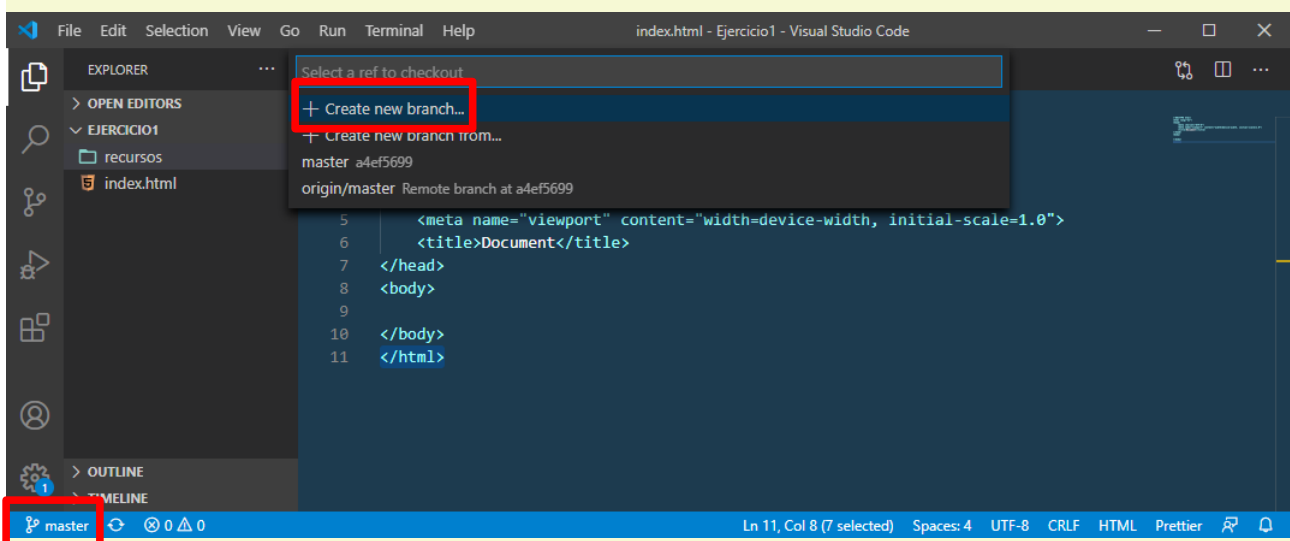 File Edit Selection View Go Run Terminal Help index.html - Ejercicio1 - Visual Studio Code
EXPLORER ...
Select a ref to checkout
OPEN EDITORS
+ Create new branch...
EJERCICIO1
+ Create new branch from...
recursos
master a4ef5699
index.html
origin/master Remote branch at a4ef5699
5 <meta name="viewport" content="width=device-width, initial-scale=1.0">
6 <title>Document</title>
7 </head>
8 <body>
9
10 </body>
11 </html>
OUTLINE
1
TIMELINE
master 0 0 Ln 11, Col 8 (7 selected) Spaces: 4 UTF-8 CRLF HTML Prettier